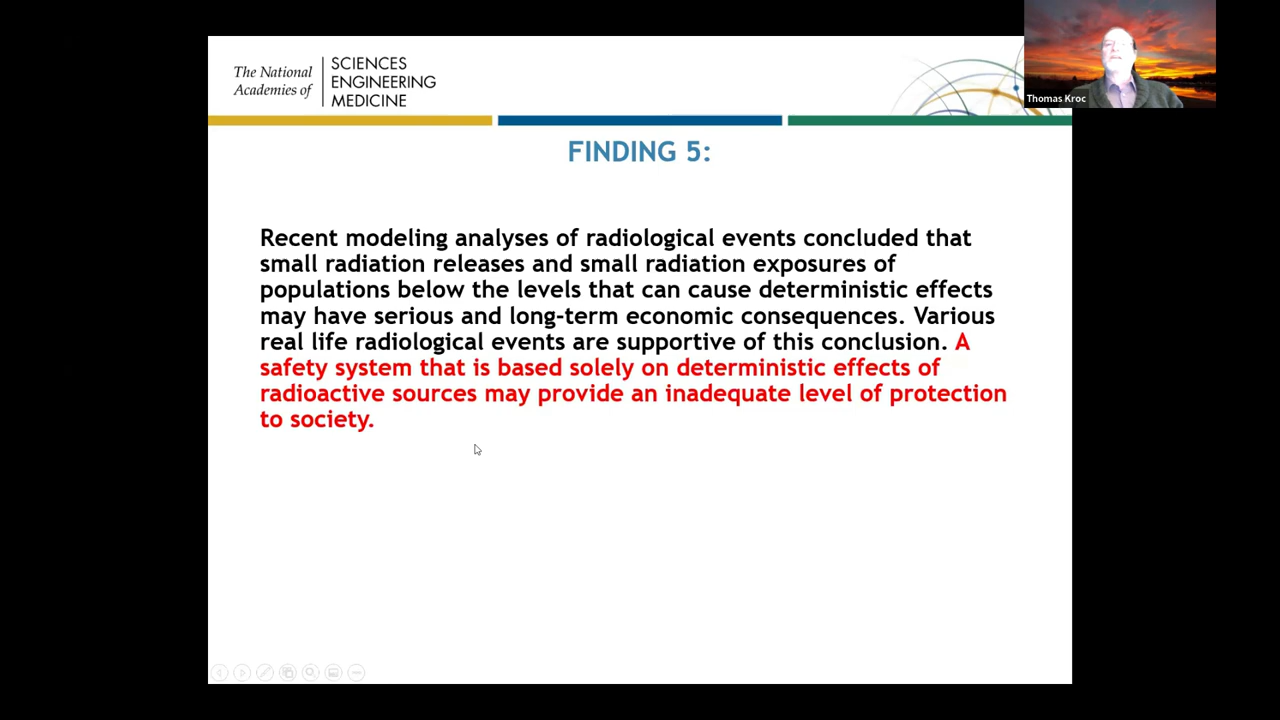 The National
Academies of
SCIENCES
ENGINEERING
MEDICINE
Thomas Kroc
FINDING 5:
Recent modeling analyses of radiological events concluded that
small radiation releases and small radiation exposures of
populations below the levels that can cause deterministic effects
may have serious and long-term economic consequences. Various
real life radiological events are supportive of this conclusion. A
safety system that is based solely on deterministic effects of
radioactive sources may provide an inadequate level of protection
to society.